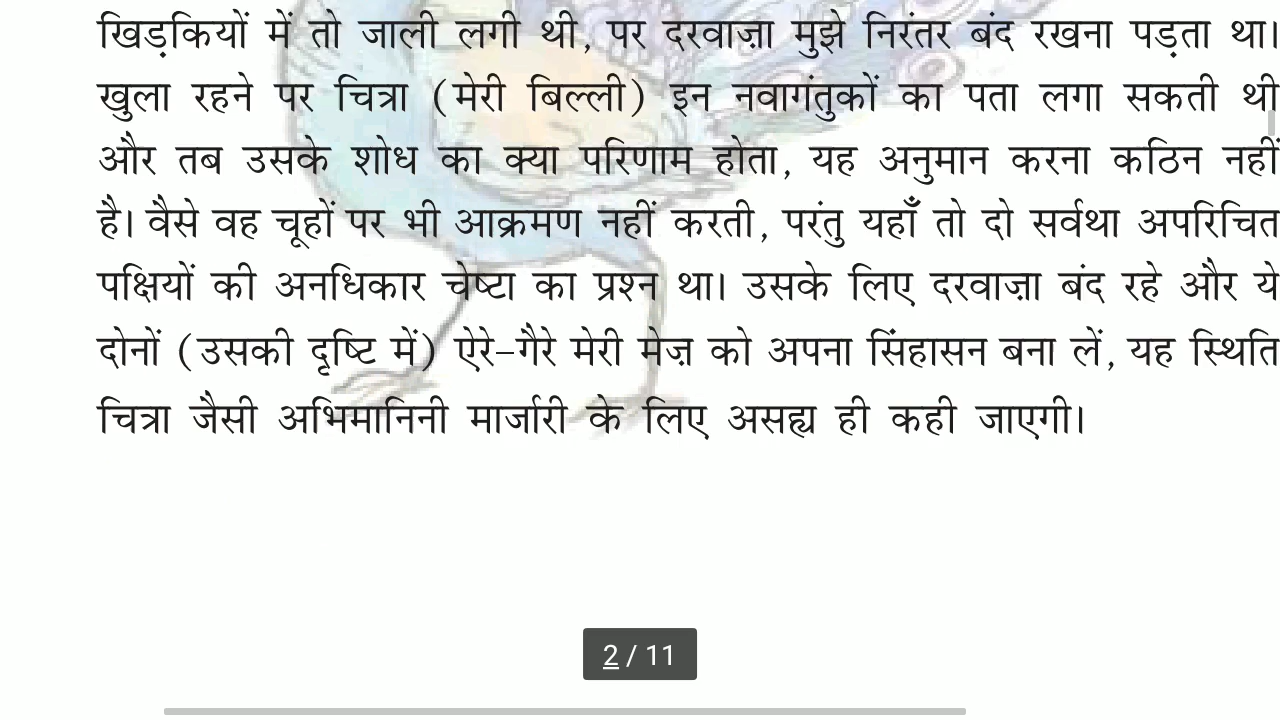 खिड़कियों में तो जाली लगी थी, पर दरवाज़ा मुझे निरंतर बंद रखना पड़ता था।
खुला रहने पर चित्रा (मेरी बिल्ली) इन नवागंतुकों का पता लगा सकती थी
और तब उसके शोध का क्या परिणाम होता, यह अनुमान करना कठिन नहीं
है। वैसे वह चूहों पर भी आक्रमण नहीं करती, परंतु यहाँ तो दो सर्वथा अपरिचित
पक्षियों की अनधिकार चेष्टा का प्रश्न था। उसके लिए दरवाज़ा बंद रहे और ये
दोनों (उसकी दृष्टि में) ऐरे-गैरे मेरी मेज़ को अपना सिंहासन बना लें, यह स्थिति
चित्रा जैसी अभिमानिनी मार्जारी के लिए असह्य ही कही जाएगी।
2 / 11